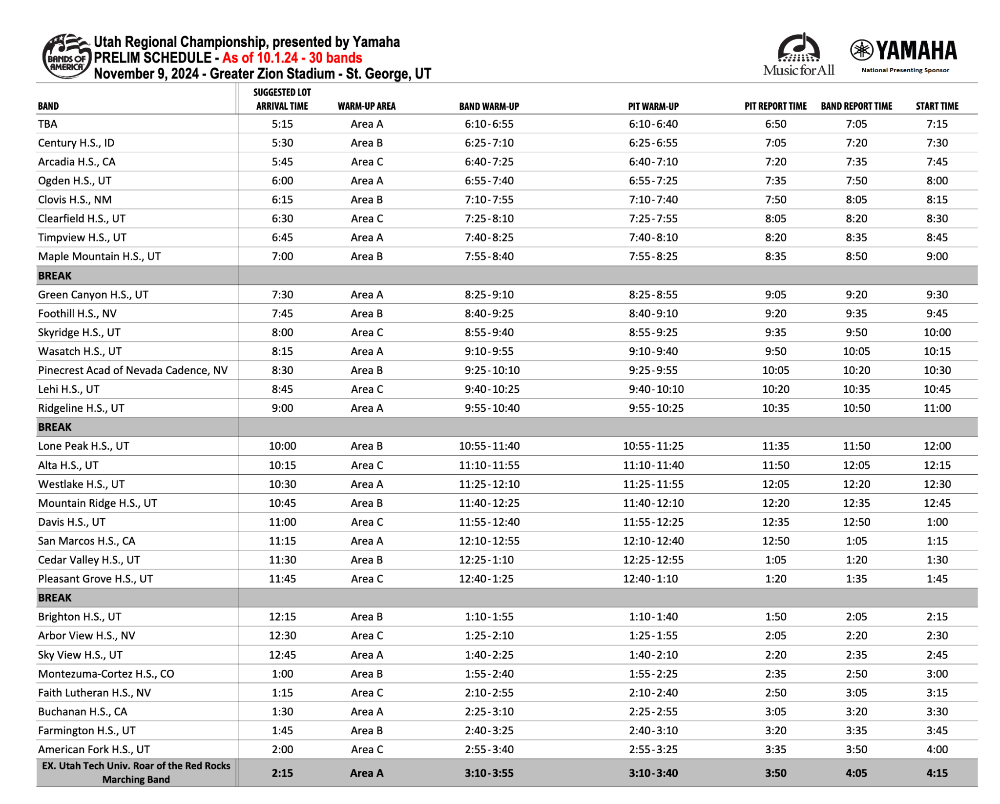 BANDS OF
AMERICA
Utah Regional Championship, presented by Yamaha
PRELIM SCHEDULE - As of 10.1.24 - 30 bands
November 9, 2024 - Greater Zion Stadium - St. George, UT
Music for All
YAMAHA
National Presenting Sponsor
BAND SUGGESTED LOT ARRIVAL TIME WARM-UP AREA BAND WARM-UP PIT WARM-UP PIT REPORT TIME BAND REPORT TIME START TIME
TBA 5:15 Area A 6:10-6:55 6:10-6:40 6:50 7:05 7:15
Century H.S., ID 5:30 Area B 6:25-7:10 6:25-6:55 7:05 7:20 7:30
Arcadia H.S., CA 5:45 Area C 6:40-7:25 6:40-7:10 7:20 7:35 7:45
Ogden H.S., UT 6:00 Area A 6:55-7:40 6:55-7:25 7:35 7:50 8:00
Clovis H.S., NM 6:15 Area B 7:10-7:55 7:10-7:40 7:50 8:05 8:15
Clearfield H.S., UT 6:30 Area C 7:25-8:10 7:25-7:55 8:05 8:20 8:30
Timpview H.S., UT 6:45 Area A 7:40-8:25 7:40-8:10 8:20 8:35 8:45
Maple Mountain H.S., UT 7:00 Area B 7:55-8:40 7:55-8:25 8:35 8:50 9:00
BREAK
Green Canyon H.S., UT 7:30 Area A 8:25-9:10 8:25-8:55 9:05 9:20 9:30
Foothill H.S., NV 7:45 Area B 8:40-9:25 8:40-9:10 9:20 9:35 9:45
Skyridge H.S., UT 8:00 Area C 8:55-9:40 8:55-9:25 9:35 9:50 10:00
Wasatch H.S., UT 8:15 Area A 9:10-9:55 9:10-9:40 9:50 10:05 10:15
Pinecrest Acad of Nevada Cadence, NV 8:30 Area B 9:25-10:10 9:25-9:55 10:05 10:20 10:30
Lehi H.S., UT 8:45 Area C 9:40-10:25 9:40-10:10 10:20 10:35 10:45
Ridgeline H.S., UT 9:00 Area A 9:55-10:40 9:55-10:25 10:35 10:50 11:00
BREAK
Lone Peak H.S., UT 10:00 Area B 10:55-11:40 10:55-11:25 11:35 11:50 12:00
Alta H.S., UT 10:15 Area C 11:10-11:55 11:10-11:40 11:50 12:05 12:15
Westlake H.S., UT 10:30 Area A 11:25-12:10 11:25-11:55 12:05 12:20 12:30
Mountain Ridge H.S., UT 10:45 Area B 11:40-12:25 11:40-12:10 12:20 12:35 12:45
Davis H.S., UT 11:00 Area C 11:55-12:40 11:55-12:25 12:35 12:50 1:00
San Marcos H.S., CA 11:15 Area A 12:10-12:55 12:10-12:40 12:50 1:05 1:15
Cedar Valley H.S., UT 11:30 Area B 12:25-1:10 12:25-12:55 1:05 1:20 1:30
Pleasant Grove H.S., UT 11:45 Area C 12:40-1:25 12:40-1:10 1:20 1:35 1:45
BREAK
Brighton H.S., UT 12:15 Area B 1:10-1:55 1:10-1:40 1:50 2:05 2:15
Arbor View H.S., NV 12:30 Area C 1:25-2:10 1:25-1:55 2:05 2:20 2:30
Sky View H.S., UT 12:45 Area A 1:40-2:25 1:40-2:10 2:20 2:35 2:45
Montezuma-Cortez H.S., CO 1:00 Area B 1:55-2:40 1:55-2:25 2:35 2:50 3:00
Faith Lutheran H.S., NV 1:15 Area C 2:10-2:55 2:10-2:40 2:50 3:05 3:15
Buchanan H.S., CA 1:30 Area A 2:25-3:10 2:25-2:55 3:05 3:20 3:30
Farmington H.S., UT 1:45 Area B 2:40-3:25 2:40-3:10 3:20 3:35 3:45
American Fork H.S., UT 2:00 Area C 2:55-3:40 2:55-3:25 3:35 3:50 4:00
EX. Utah Tech Univ. Roar of the Red Rocks Marching Band 2:15 Area A 3:10-3:55 3:10-3:40 3:50 4:05 4:15